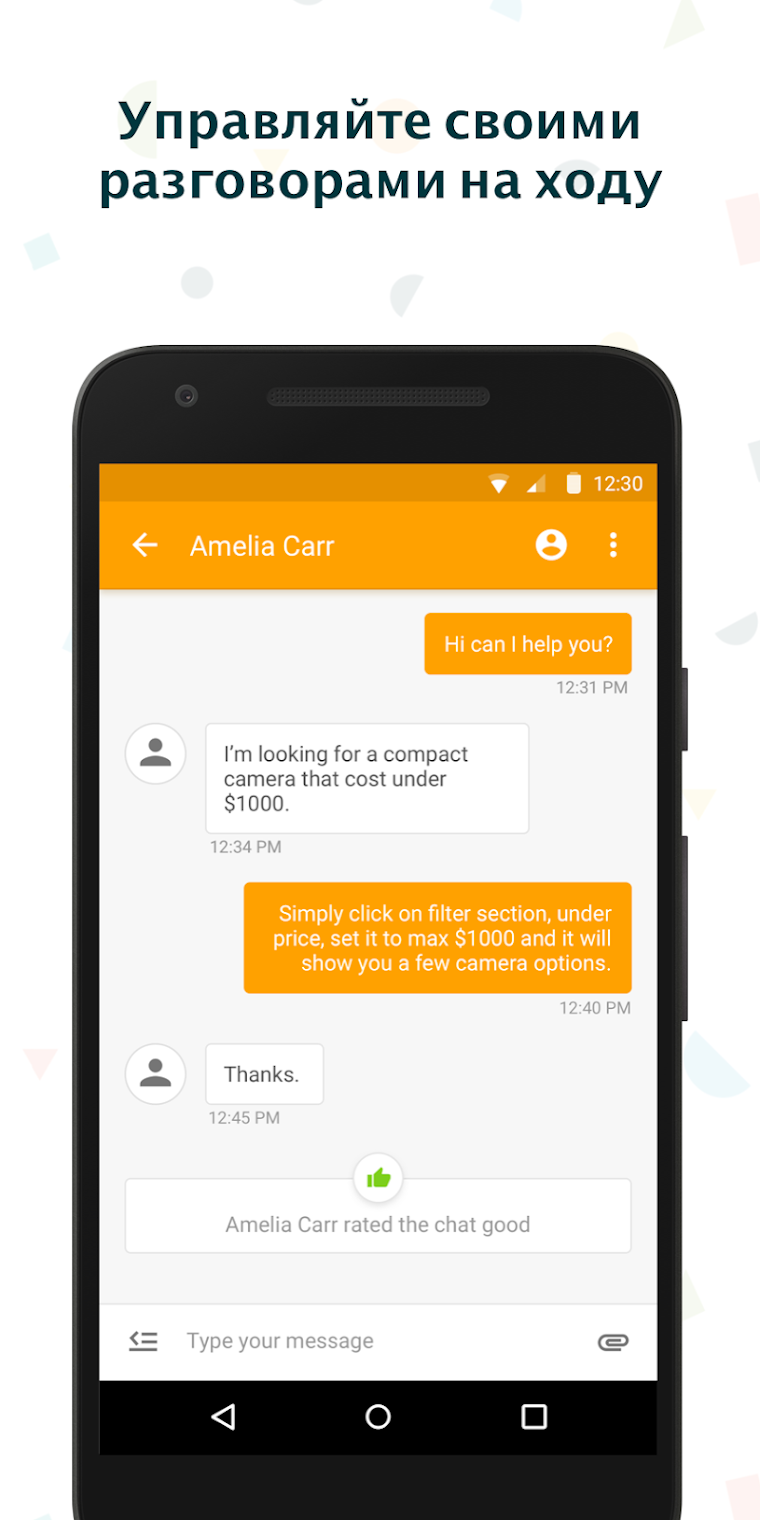 Управляйте своими
разговорами на ходу
12:30
Amelia Carr
Hi can I help you?
12:31 PM
I’m looking for a compact
camera that cost under
$1000.
12:34 PM
Simply click on filter section, under
price, set it to max $1000 and it will
show you a few camera options.
12:40 PM
Thanks.
12:45 PM
Amelia Carr rated the chat good
Type your message